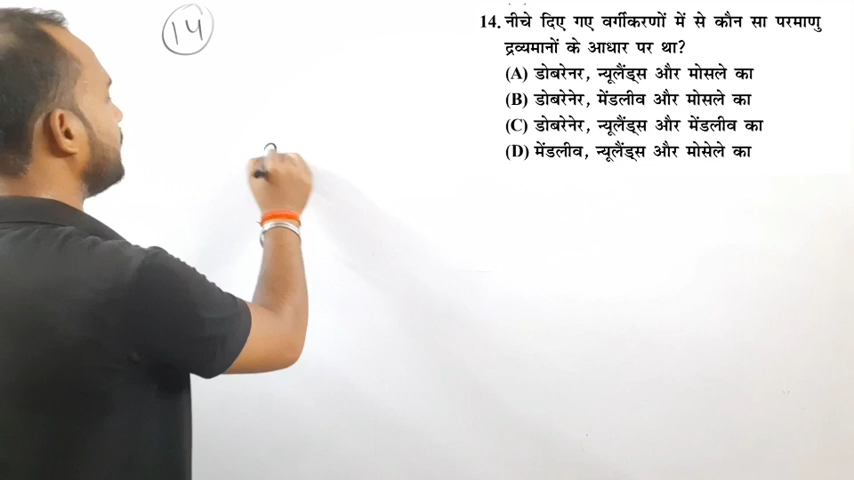 14
14. नीचे दिए गए वर्गीकरणों में से कौन सा परमाणु
द्रव्यमानों के आधार पर था?
(A) डोबरेनर, न्यूलैंड्स और मोसले का
(B) डोबरेनेर, मेंडलीव और मोसले का
(C) डोबरेनेर, न्यूलैंड्स और मेंडलीव का
(D) मेंडलीव, न्यूलैंड्स और मोसेले का